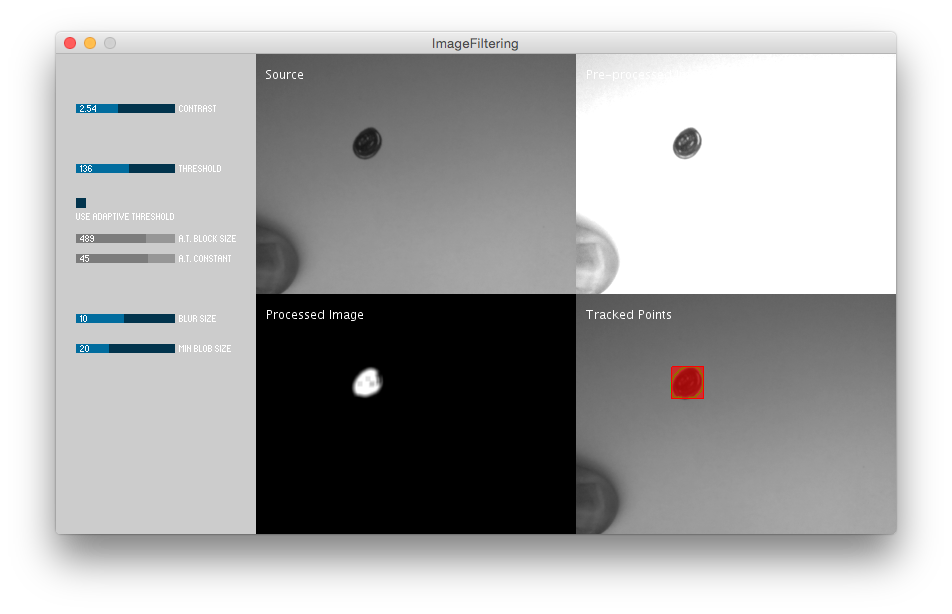 ImageFiltering
2.54 CONTRAST
136 THRESHOLD
USE ADAPTIVE THRESHOLD
489 A.T. BLOCK SIZE
45 A.T. CONSTANT
10 BLUR SIZE
20 MIN BLOB SIZE
Source
Pre-process
Processed Image
Tracked Points